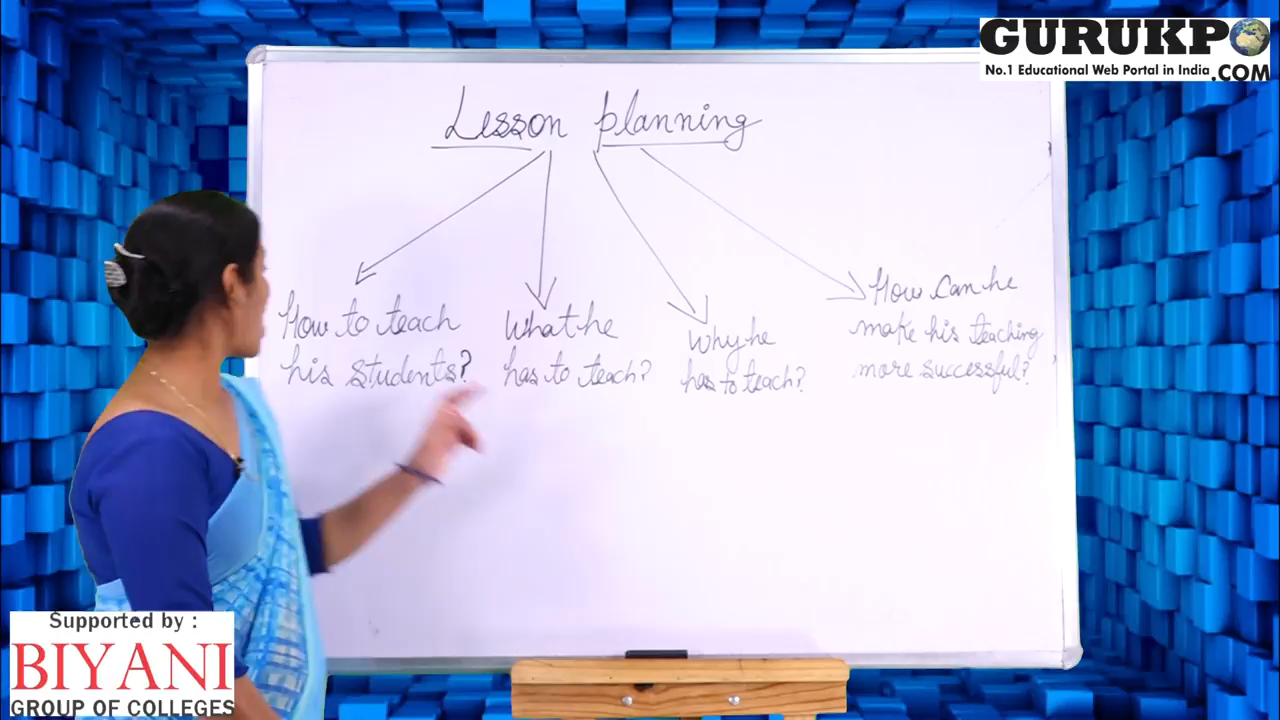 GURUKPO
No.1 Educational Web Portal in India
.COM
Lesson planning
How to teach
his students?
What he
has to teach?
Why he
has to teach?
How can he
make his teaching
more successful?
Supported by :
BIYANI
GROUP OF COLLEGES